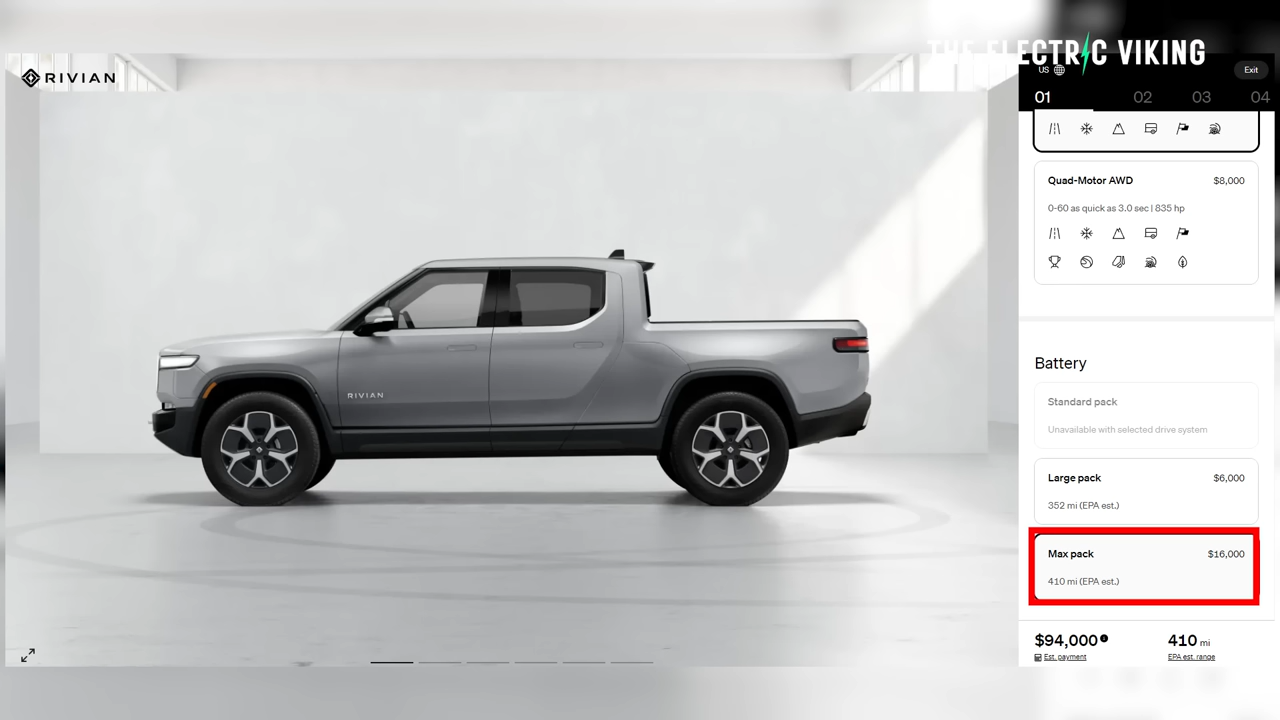 THE ELECTRIC VIKING
RIVIAN
US
Exit
01 02 03 04
Quad-Motor AWD $8,000
0-60 as quick as 3.0 sec | 835 hp
RIVIAN
Battery
Standard pack
Unavailable with selected drive system
Large pack $6,000
352 mi (EPA est.)
Max pack $16,000
410 mi (EPA est.)
$94,000 410 mi
Est. payment EPA est. range